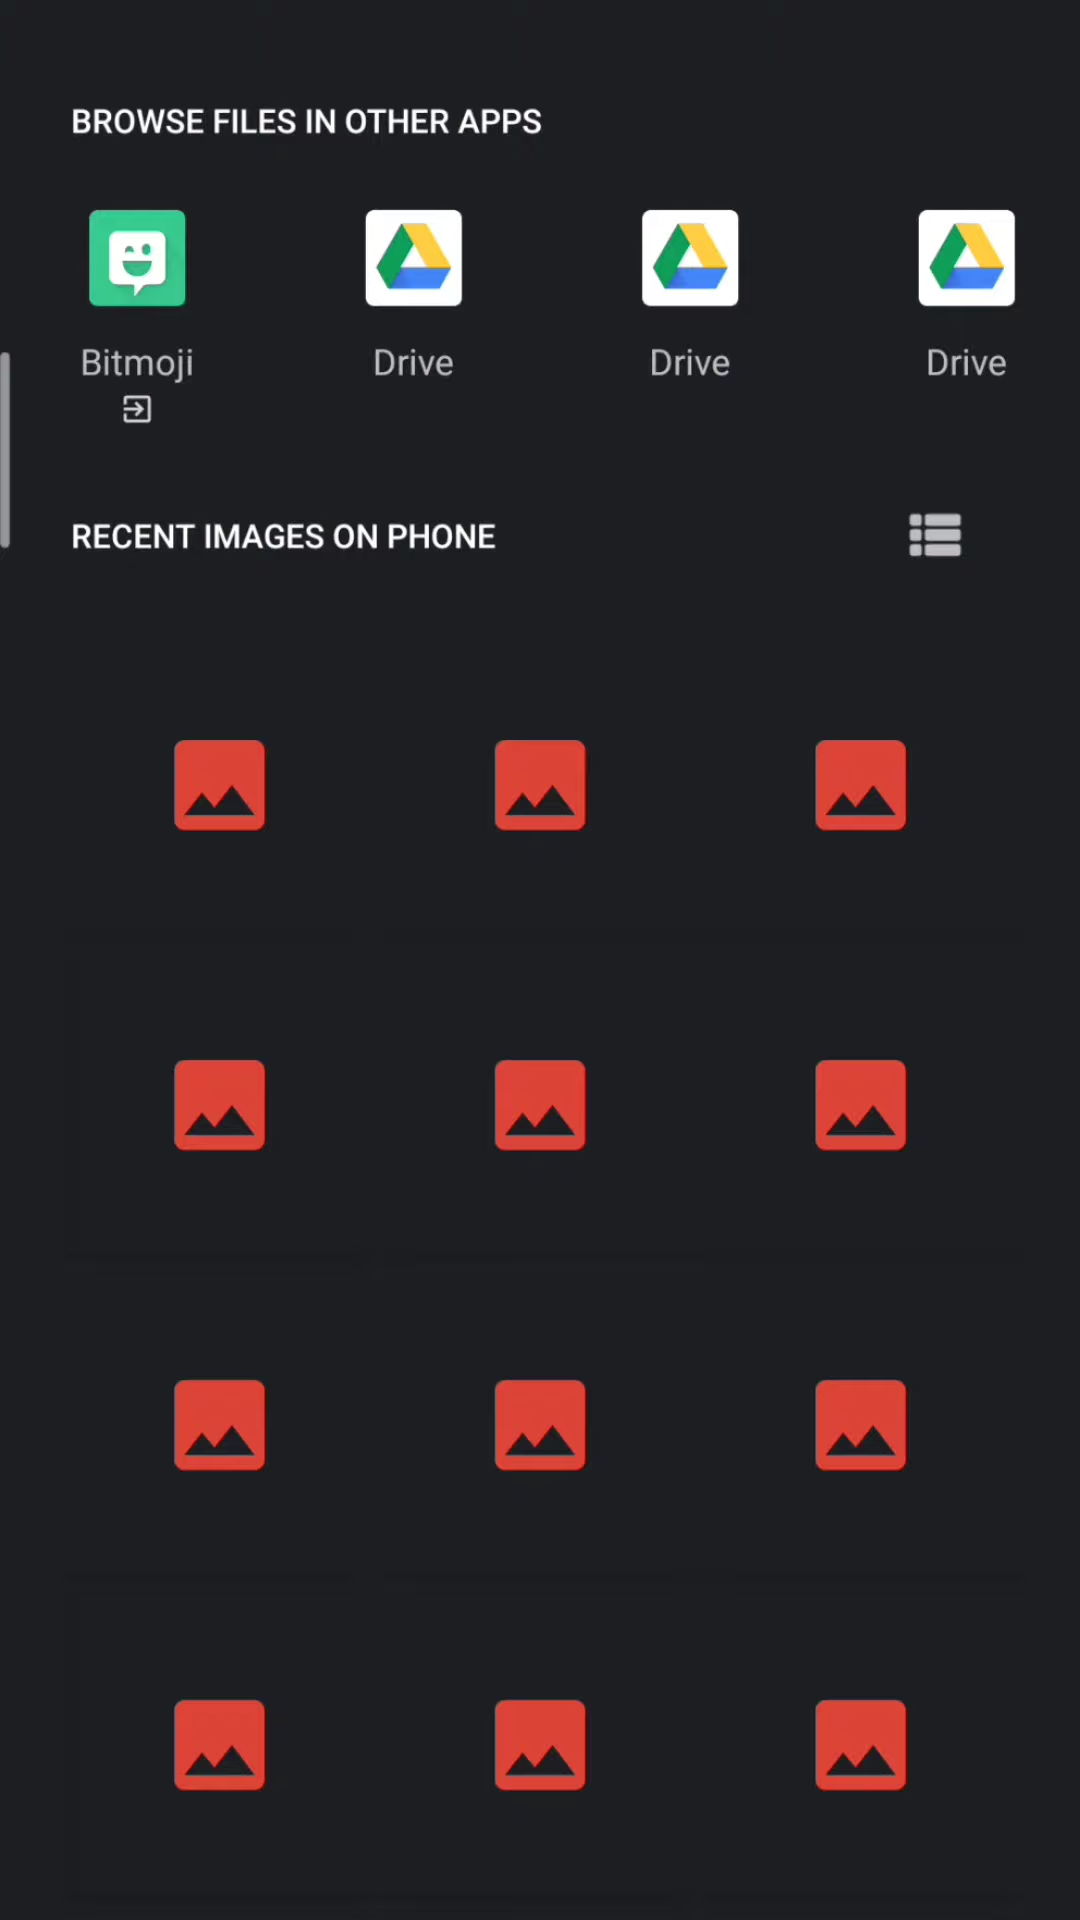 BROWSE FILES IN OTHER APPS
Bitmoji
Drive
Drive
Drive
RECENT IMAGES ON PHONE